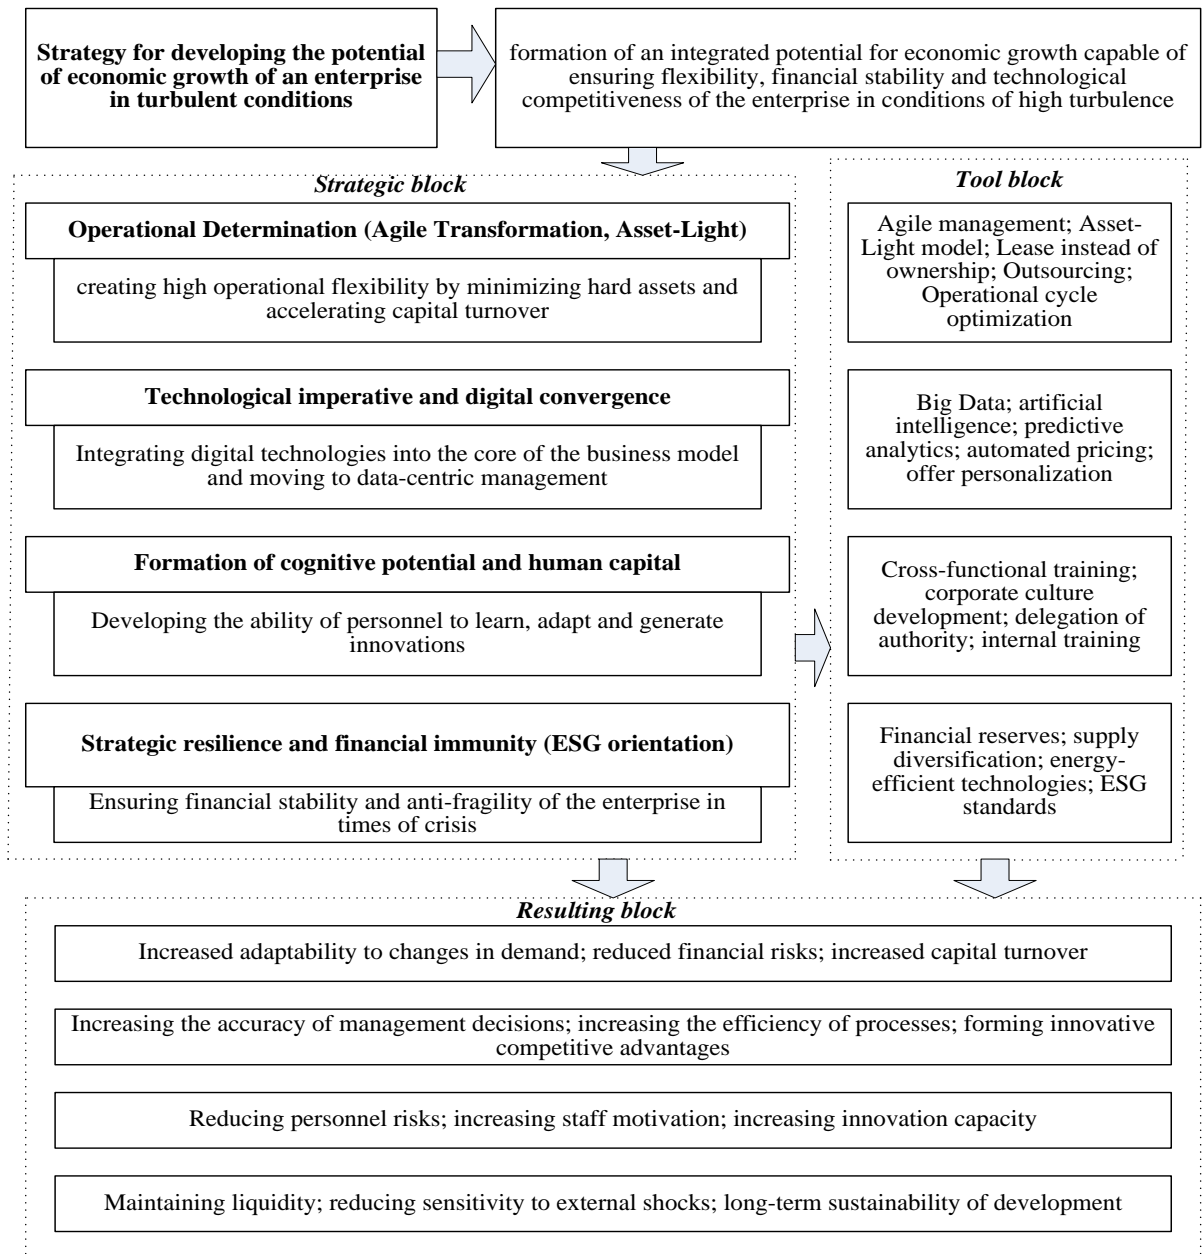 Strategy for developing the potential
of economic growth of an enterprise
in turbulent conditions
formation of an integrated potential for economic growth capable of
ensuring flexibility, financial stability and technological
competitiveness of the enterprise in conditions of high turbulence
Strategic block
Operational Determination (Agile Transformation, Asset-Light)
creating high operational flexibility by minimizing hard assets and
accelerating capital turnover
Technological imperative and digital convergence
Integrating digital technologies into the core of the business model
and moving to data-centric management
Formation of cognitive potential and human capital
Developing the ability of personnel to learn, adapt and generate
innovations
Strategic resilience and financial immunity (ESG orientation)
Ensuring financial stability and anti-fragility of the enterprise in
times of crisis
Tool block
Agile management; Asset-
Light model; Lease instead of
ownership; Outsourcing;
Operational cycle
optimization
Big Data; artificial
intelligence; predictive
analytics; automated pricing;
offer personalization
Cross-functional training;
corporate culture
development; delegation of
authority; internal training
Financial reserves; supply
diversification; energy-
efficient technologies; ESG
standards
Resulting block
Increased adaptability to changes in demand; reduced financial risks; increased capital turnover
Increasing the accuracy of management decisions; increasing the efficiency of processes; forming innovative
competitive advantages
Reducing personnel risks; increasing staff motivation; increasing innovation capacity
Maintaining liquidity; reducing sensitivity to external shocks; long-term sustainability of development